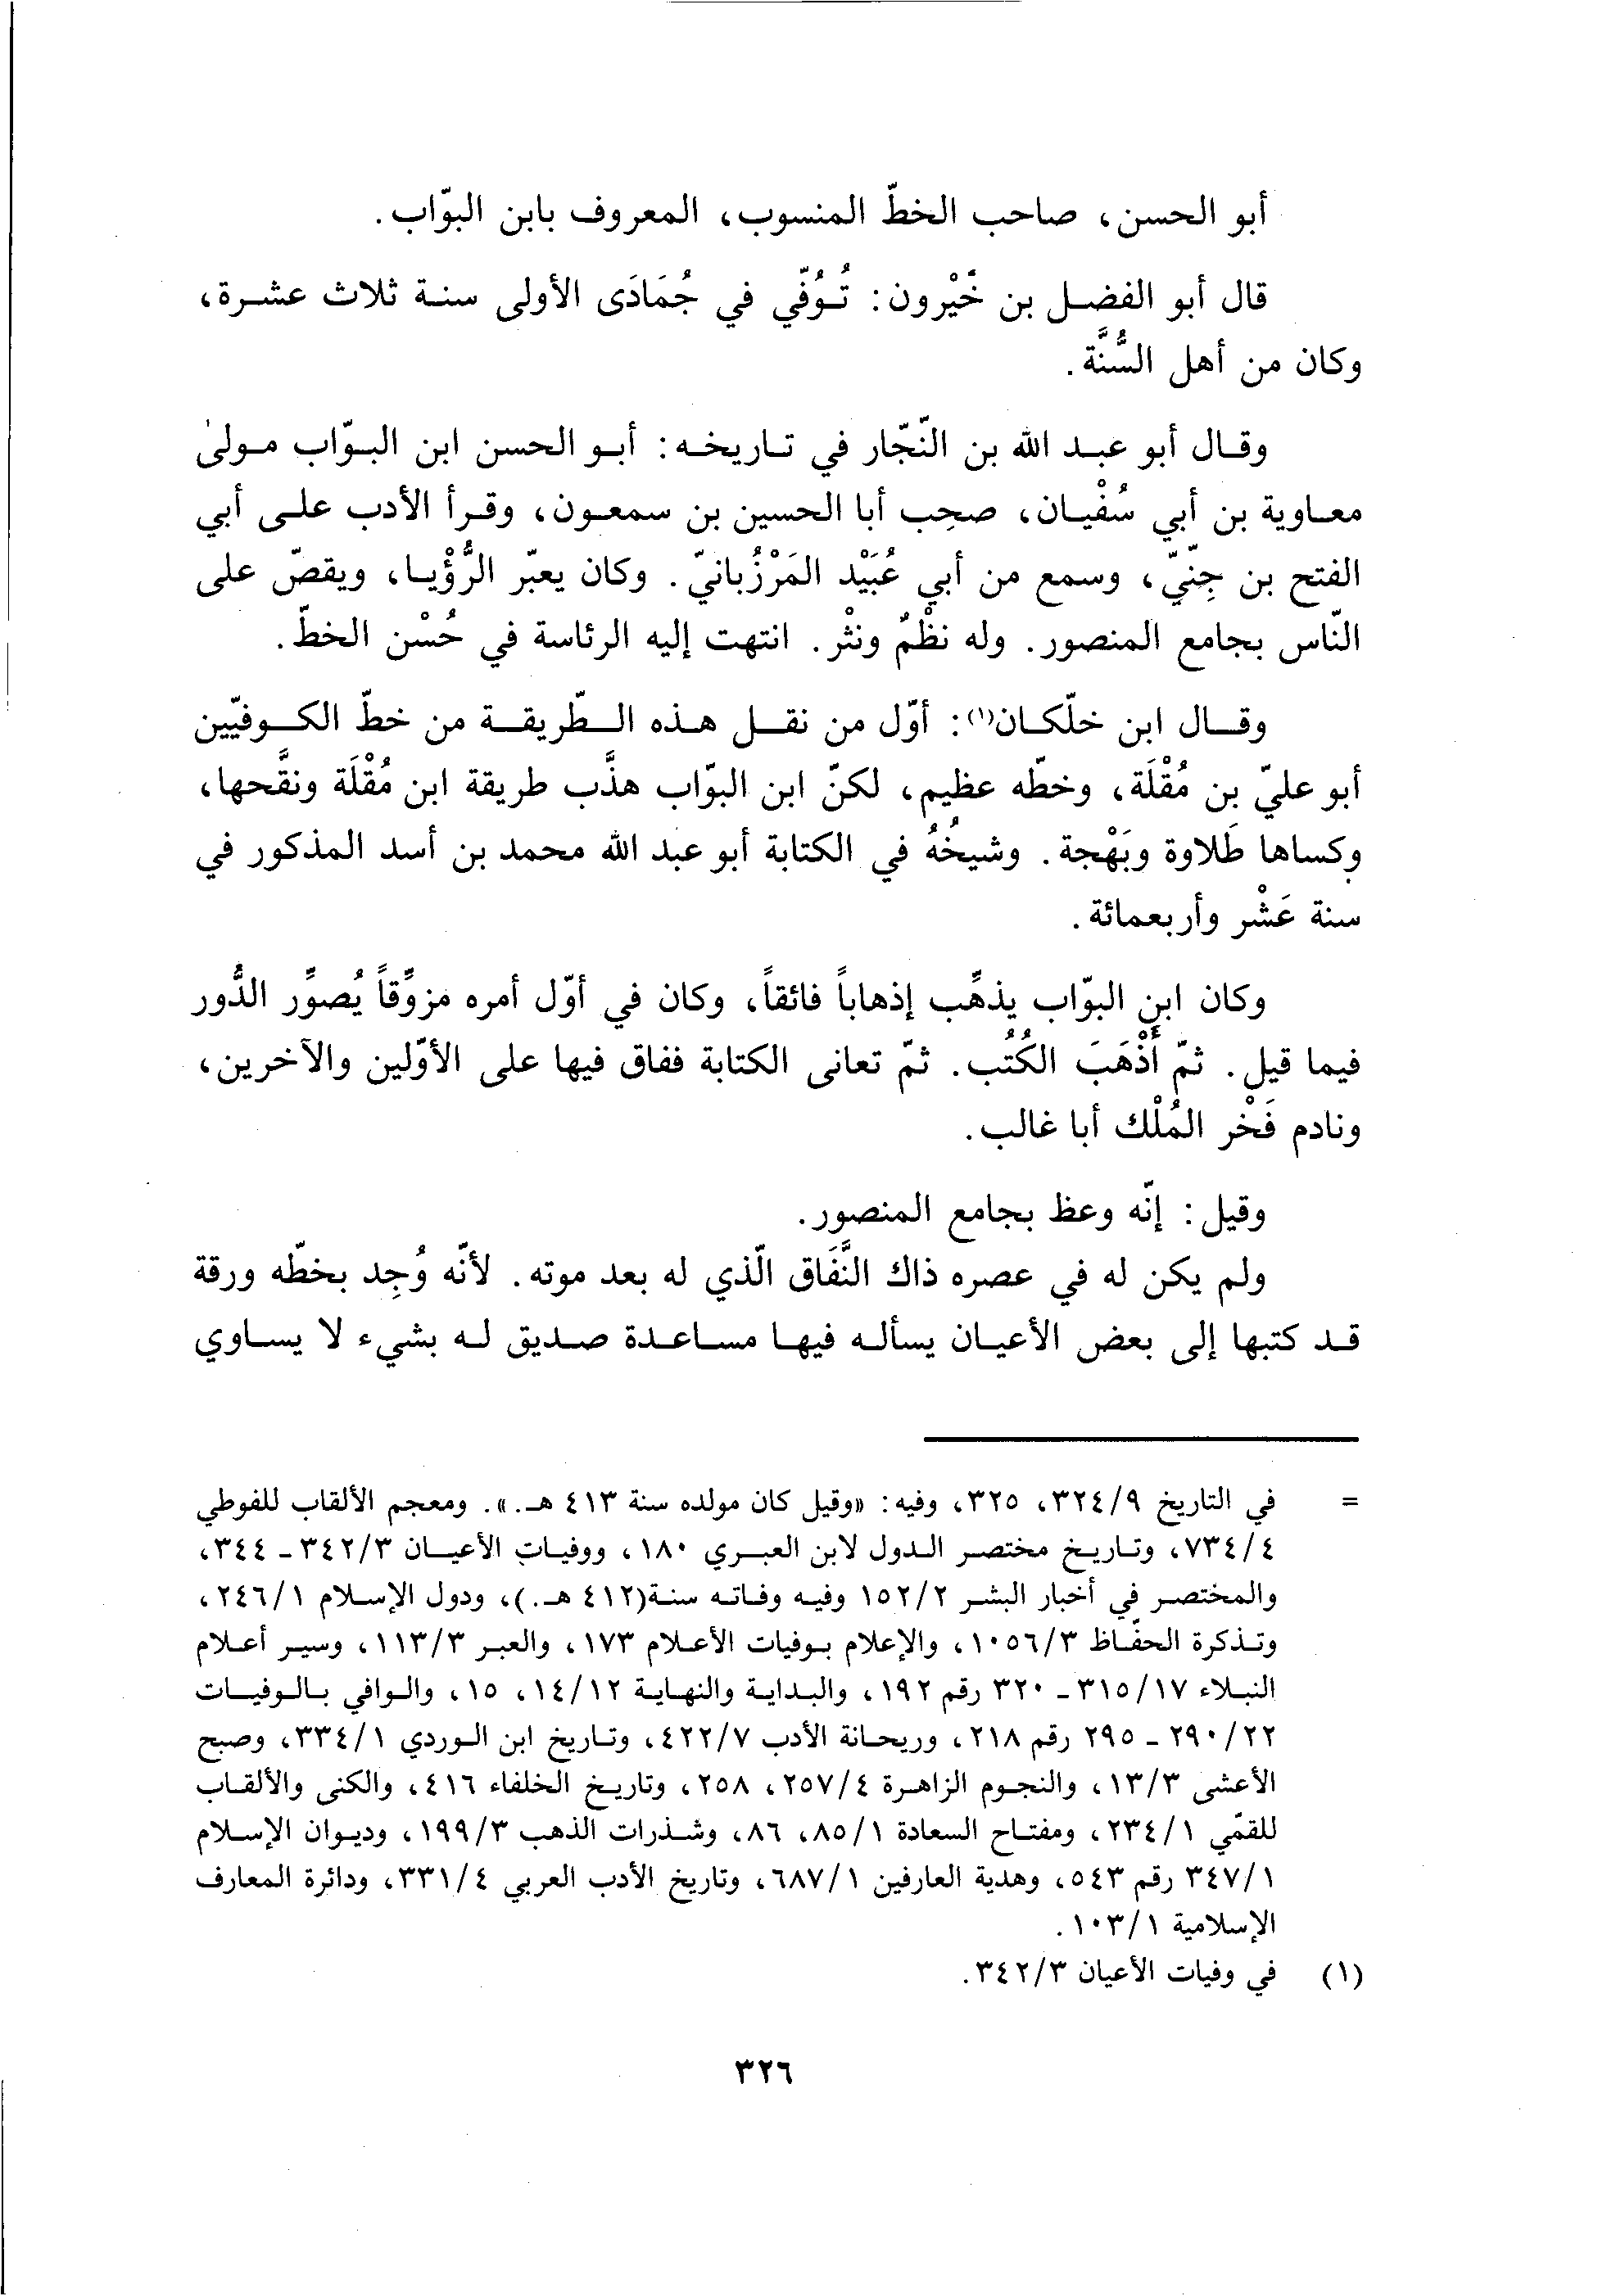 أبو الحسن، صاحب الخطّ المنسوب، المعروف بابن البوّاب.
قال أبو الفضل بن خَيْرون: تُوُفّي في جُمَادَى الأولى سنة ثلاث عشرة،
وكان من أهل السُّنَّة.
وقال أبو عبد الله بن النّجّار في تاريخه: أبو الحسن ابن البوّاب مولىٰ
معاوية بن أبي سُفْيان، صحِب أبا الحسين بن سمعون، وقرأ الأدب على أبي
الفتح بن جِنّيّ، وسمع من أبي عُبَيْد المَرْزُبانيّ. وكان يعبّر الرُّؤْيا، ويقصّ على
النّاس بجامع المنصور. وله نظْمٌ ونثْر. انتهت إليه الرئاسة في حُسْن الخطّ.
وقال ابن خلّكان(١): أوّل من نقل هذه الطّريقة من خطّ الكوفيّين
أبو عليّ بن مُقْلَة، وخطّه عظيم، لكنّ ابن البوّاب هذَّب طريقة ابن مُقْلَة ونقَّحها،
وكساها طَلاوة وبَهْجة. وشيخُهُ في الكتابة أبو عبد الله محمد بن أسد المذكور في
سنة عَشْر وأربعمائة.
وكان ابن البوّاب يذهِّب إذهاباً فائقاً، وكان في أوّل أمره مزوِّقاً يُصوِّر الدُّور
فيما قيل. ثمّ أَذْهَبَ الكُتُب. ثمّ تعانى الكتابة ففاق فيها على الأوّلين والآخرين،
ونادم فَخْر المُلْك أبا غالب.
وقيل: إنّه وعظ بجامع المنصور.
ولم يكن له في عصره ذاك النَّفَاق الّذي له بعد موته. لأنّه وُجِد بخطّه ورقة
قد كتبها إلى بعض الأعيان يسأله فيها مساعدة صديق له بشيء لا يساوي
= في التاريخ ٣٢٤/٩، ٣٢٥، وفيه: «وقيل كان مولده سنة ٤١٣ هـ.». ومعجم الألقاب للفوطي
٧٣٤/٤، وتاريخ مختصر الدول لابن العبري ١٨٠، ووفيات الأعيان ٣٤٢/٣ - ٣٤٤،
والمختصر في أخبار البشر ١٥٢/٢ وفيه وفاته سنة(٤١٢ هـ.)، ودول الإسلام ٢٤٦/١،
وتذكرة الحفّاظ ١٠٥٦/٣، والإعلام بوفيات الأعلام ١٧٣، والعبر ١١٣/٣، وسير أعلام
النبلاء ٣١٥/١٧ - ٣٢٠ رقم ١٩٢، والبداية والنهاية ١٤/١٢، ١٥، والوافي بالوفيات
٢٩٠/٢٢ - ٢٩٥ رقم ٢١٨، وريحانة الأدب ٤٢٢/٧، وتاريخ ابن الوردي ٣٣٤/١، وصبح
الأعشى ١٣/٣، والنجوم الزاهرة ٢٥٧/٤، ٢٥٨، وتاريخ الخلفاء ٤١٦، والكنى والألقاب
للقمّي ٢٣٤/١، ومفتاح السعادة ٨٥/١، ٨٦، وشذرات الذهب ١٩٩/٣، وديوان الإسلام
٣٤٧/١ رقم ٥٤٣، وهدية العارفين ٦٨٧/١، وتاريخ الأدب العربي ٣٣١/٤، ودائرة المعارف
الإسلامية ١٠٣/١.
(١) في وفيات الأعيان ٣٤٢/٣.
٣٢٦